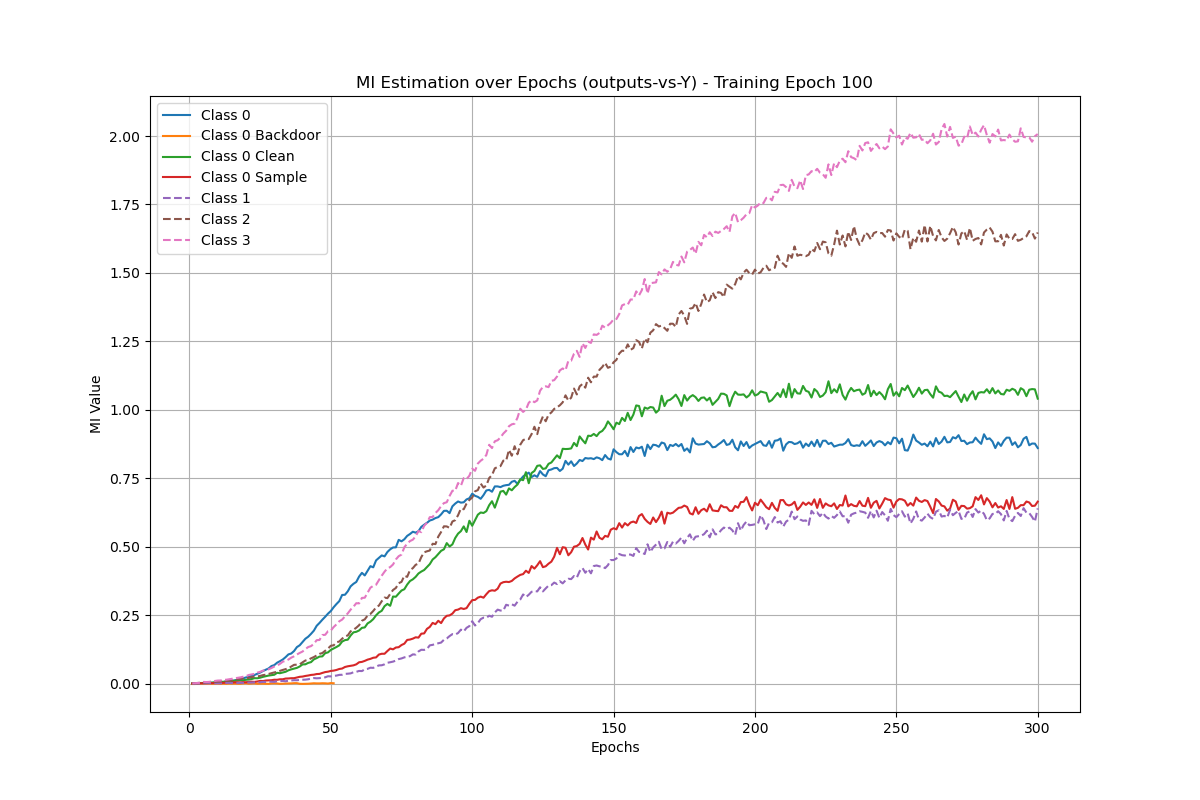 MI Estimation over Epochs (outputs-vs-Y) - Training Epoch 100
Class 0
Class 0 Backdoor
Class 0 Clean
Class 0 Sample
Class 1
Class 2
Class 3
MI Value
2.00
1.75
1.50
1.25
1.00
0.75
0.50
0.25
0.00
0 50 100 150 200 250 300
Epochs